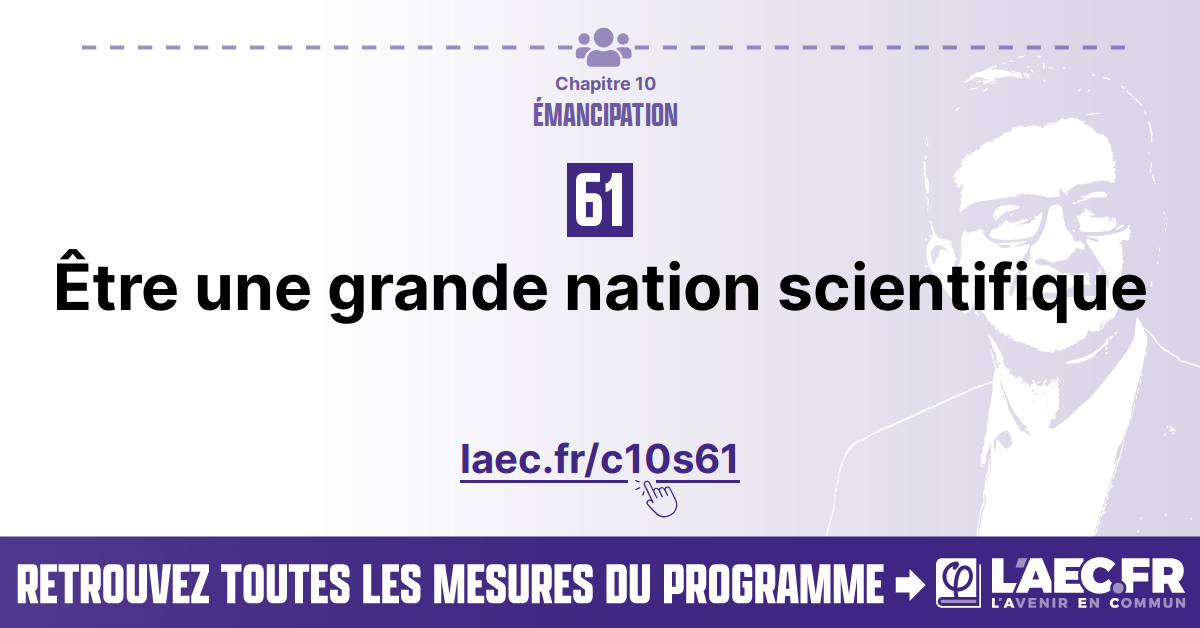 Chapitre 10
ÉMANCIPATION
61
Être une grande nation scientifique
laec.fr/c10s61
RETROUVEZ TOUTES LES MESURES DU PROGRAMME
L'AEC.FR
L'AVENIR EN COMMUN